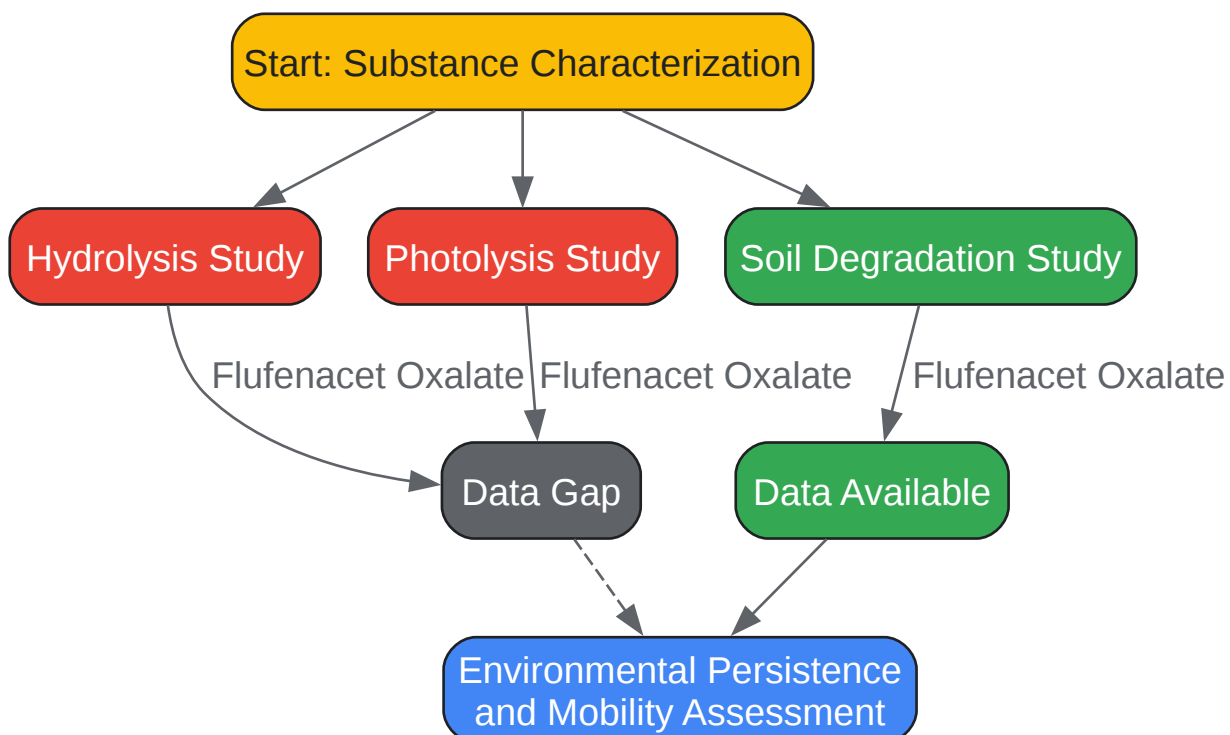 Start: Substance Characterization
Hydrolysis Study
Photolysis Study
Soil Degradation Study
Flufenacet Oxalate
Flufenacet Oxalate
Flufenacet Oxalate
Data Gap
Data Available
Environmental Persistence
and Mobility Assessment